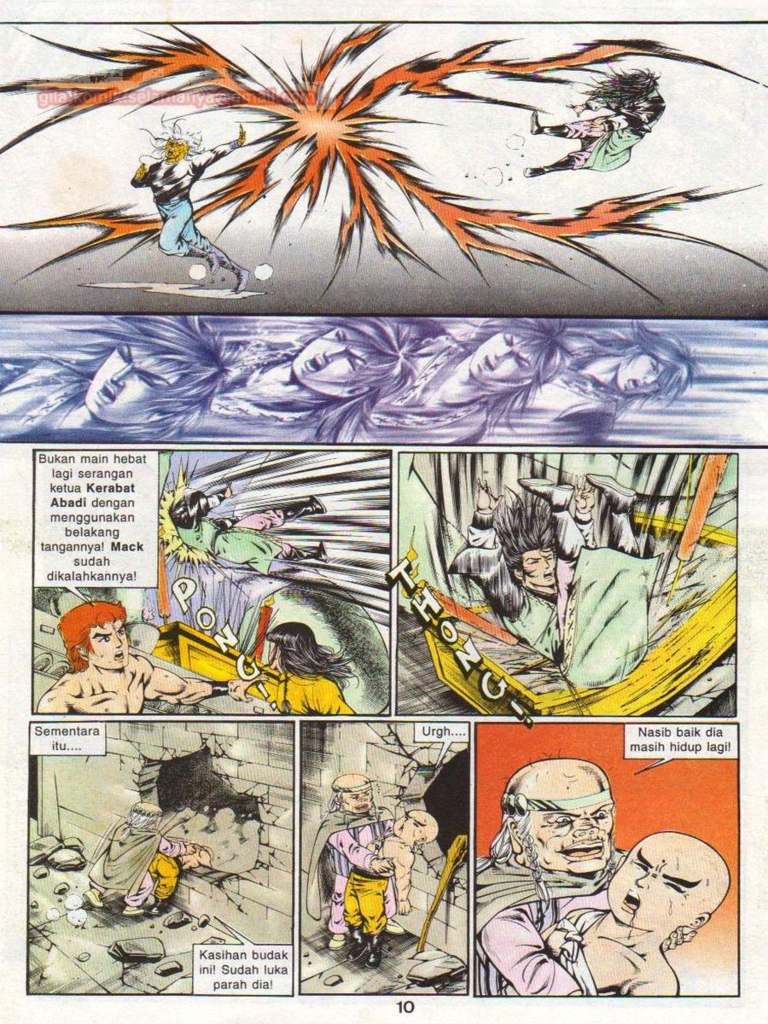 Bukan main hebat
lagi serangan
ketua Kerabat
Abadi dengan
menggunakan
belakang
tangannya! Mack
sudah
dikalahkannya!
PONG!
THONG!
Sementara
itu....
Kasihan budak
ini! Sudah luka
parah dia!
Urgh....
Nasib baik dia
masih hidup lagi!
10